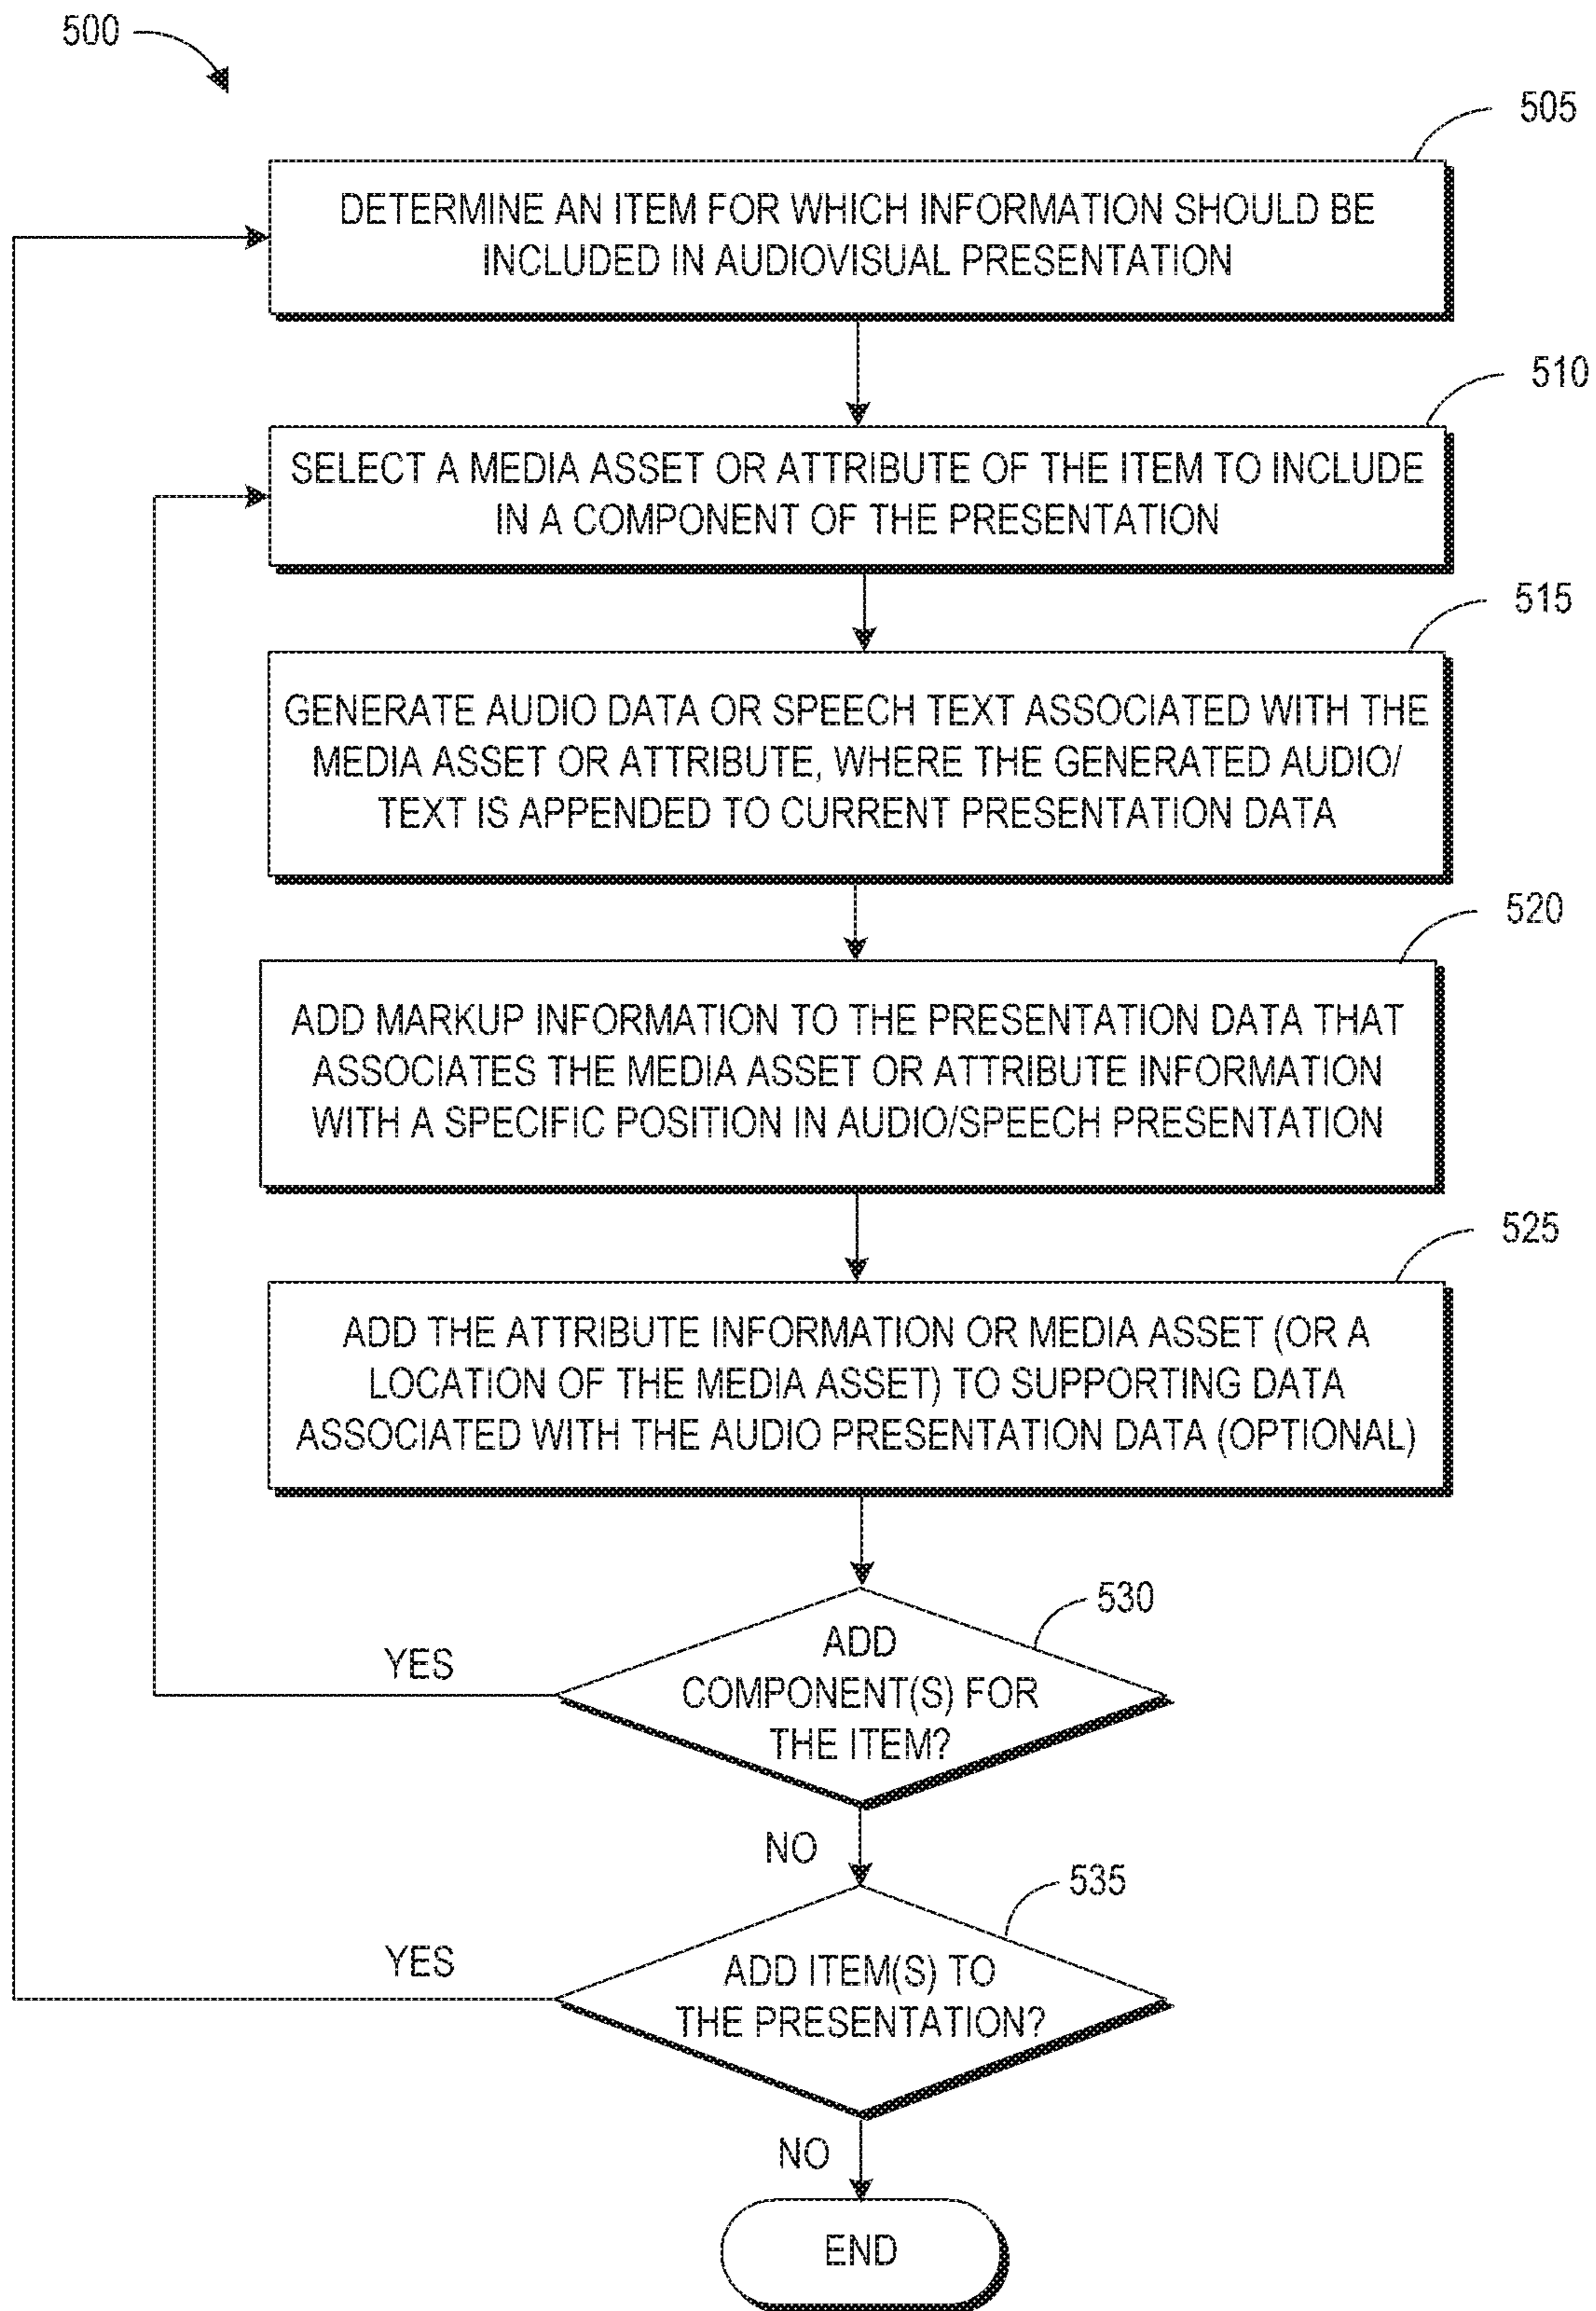 500
505
DETERMINE AN ITEM FOR WHICH INFORMATION SHOULD BE
INCLUDED IN AUDIOVISUAL PRESENTATION
510
SELECT A MEDIA ASSET OR ATTRIBUTE OF THE ITEM TO INCLUDE
IN A COMPONENT OF THE PRESENTATION
515
GENERATE AUDIO DATA OR SPEECH TEXT ASSOCIATED WITH THE
MEDIA ASSET OR ATTRIBUTE, WHERE THE GENERATED AUDIO/
TEXT IS APPENDED TO CURRENT PRESENTATION DATA
520
ADD MARKUP INFORMATION TO THE PRESENTATION DATA THAT
ASSOCIATES THE MEDIA ASSET OR ATTRIBUTE INFORMATION
WITH A SPECIFIC POSITION IN AUDIO/SPEECH PRESENTATION
525
ADD THE ATTRIBUTE INFORMATION OR MEDIA ASSET (OR A
LOCATION OF THE MEDIA ASSET) TO SUPPORTING DATA
ASSOCIATED WITH THE AUDIO PRESENTATION DATA (OPTIONAL)
530
YES
ADD
COMPONENT(S) FOR
THE ITEM?
NO
535
YES
ADD ITEM(S) TO
THE PRESENTATION?
NO
END